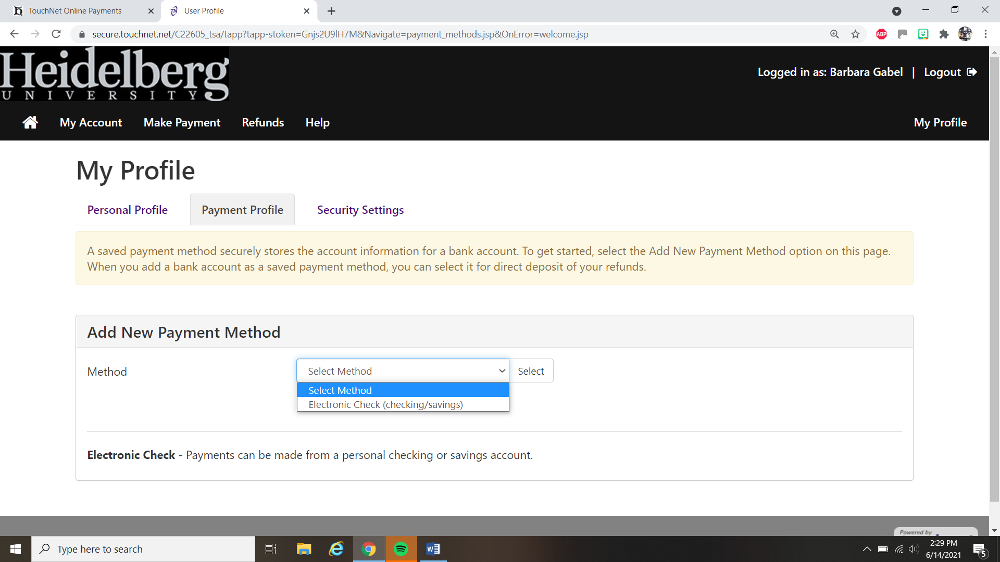 TouchNet Online Payments
User Profile
secure.touchnet.net/C22605_tsa/tapp?tapp-stoken=Gnjs2U9lH7M&Navigate=payment_methods.jsp&OnError=welcome.jsp
ABP
Heidelberg
UNIVERSITY
Logged in as: Barbara Gabel | Logout
My Account Make Payment Refunds Help My Profile
My Profile
Personal Profile Payment Profile Security Settings
A saved payment method securely stores the account information for a bank account. To get started, select the Add New Payment Method option on this page.
When you add a bank account as a saved payment method, you can select it for direct deposit of your refunds.
Add New Payment Method
Method Select Method Select
Select Method
Electronic Check (checking/savings)
Electronic Check - Payments can be made from a personal checking or savings account.
Powered by
Type here to search
2:29 PM
6/14/2021
5